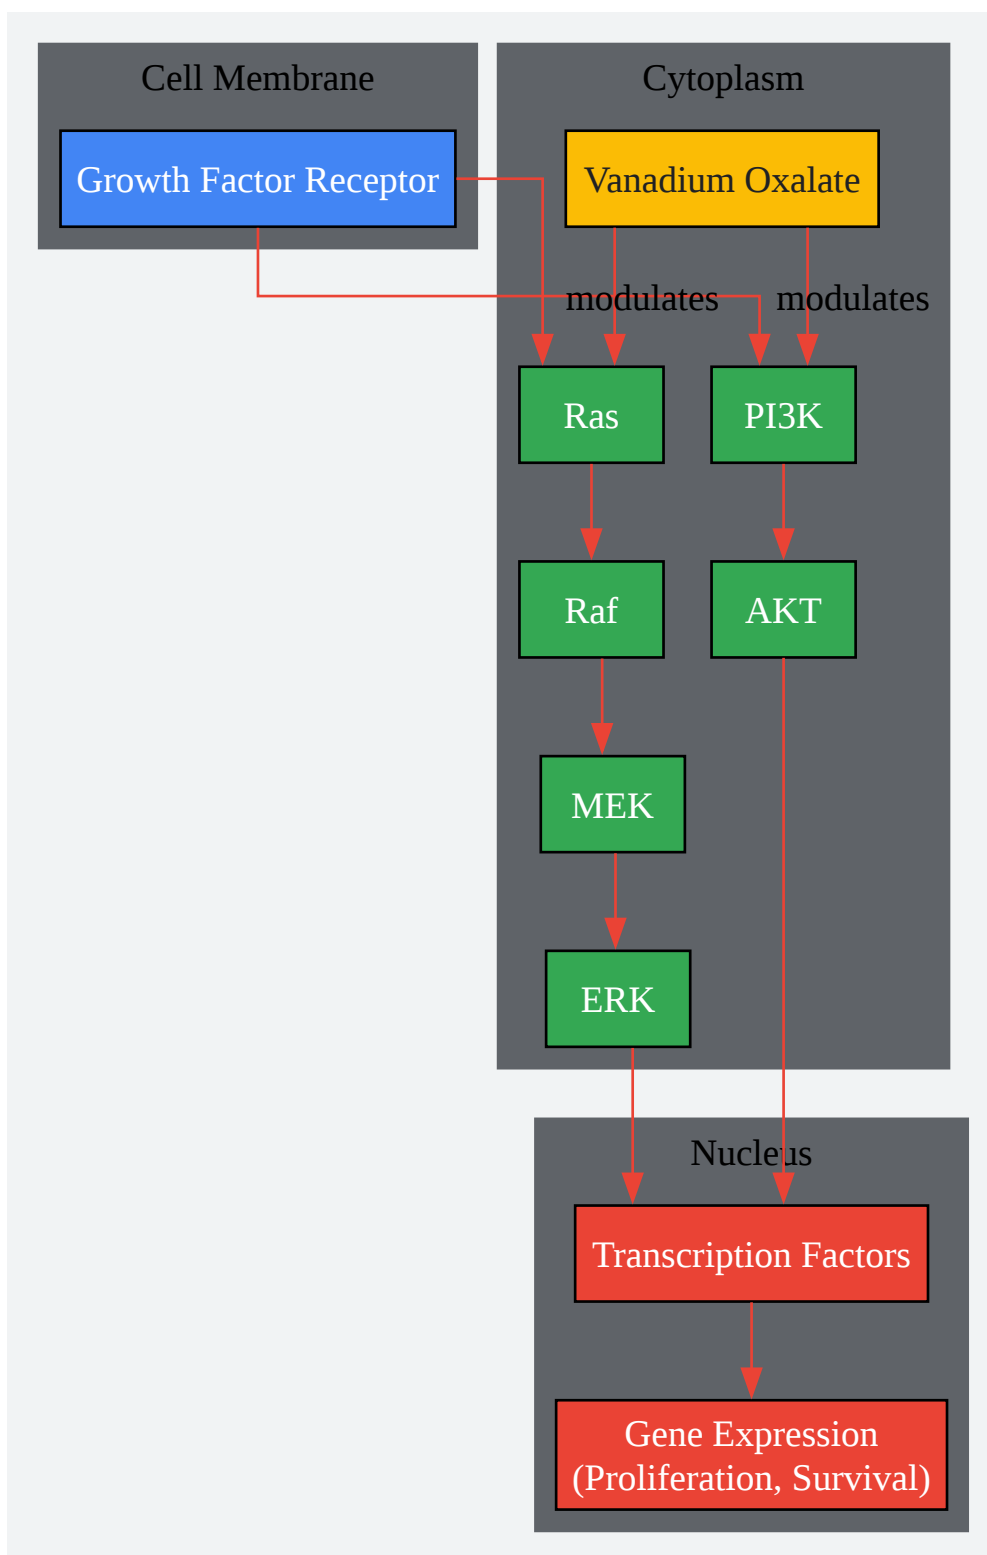 Cell Membrane
Growth Factor Receptor
Cytoplasm
Vanadium Oxalate
modulates
modulates
Ras
PI3K
Raf
AKT
MEK
ERK
Nucleus
Transcription Factors
Gene Expression
(Proliferation, Survival)